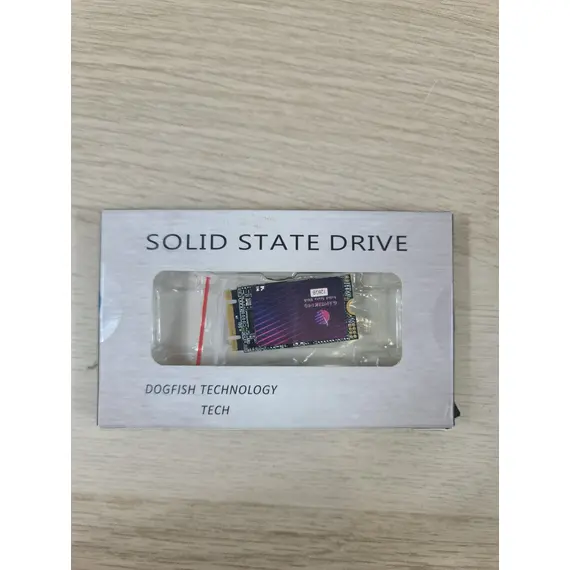 SOLID STATE DRIVE
DOGFISH TECHNOLOGY
TECH